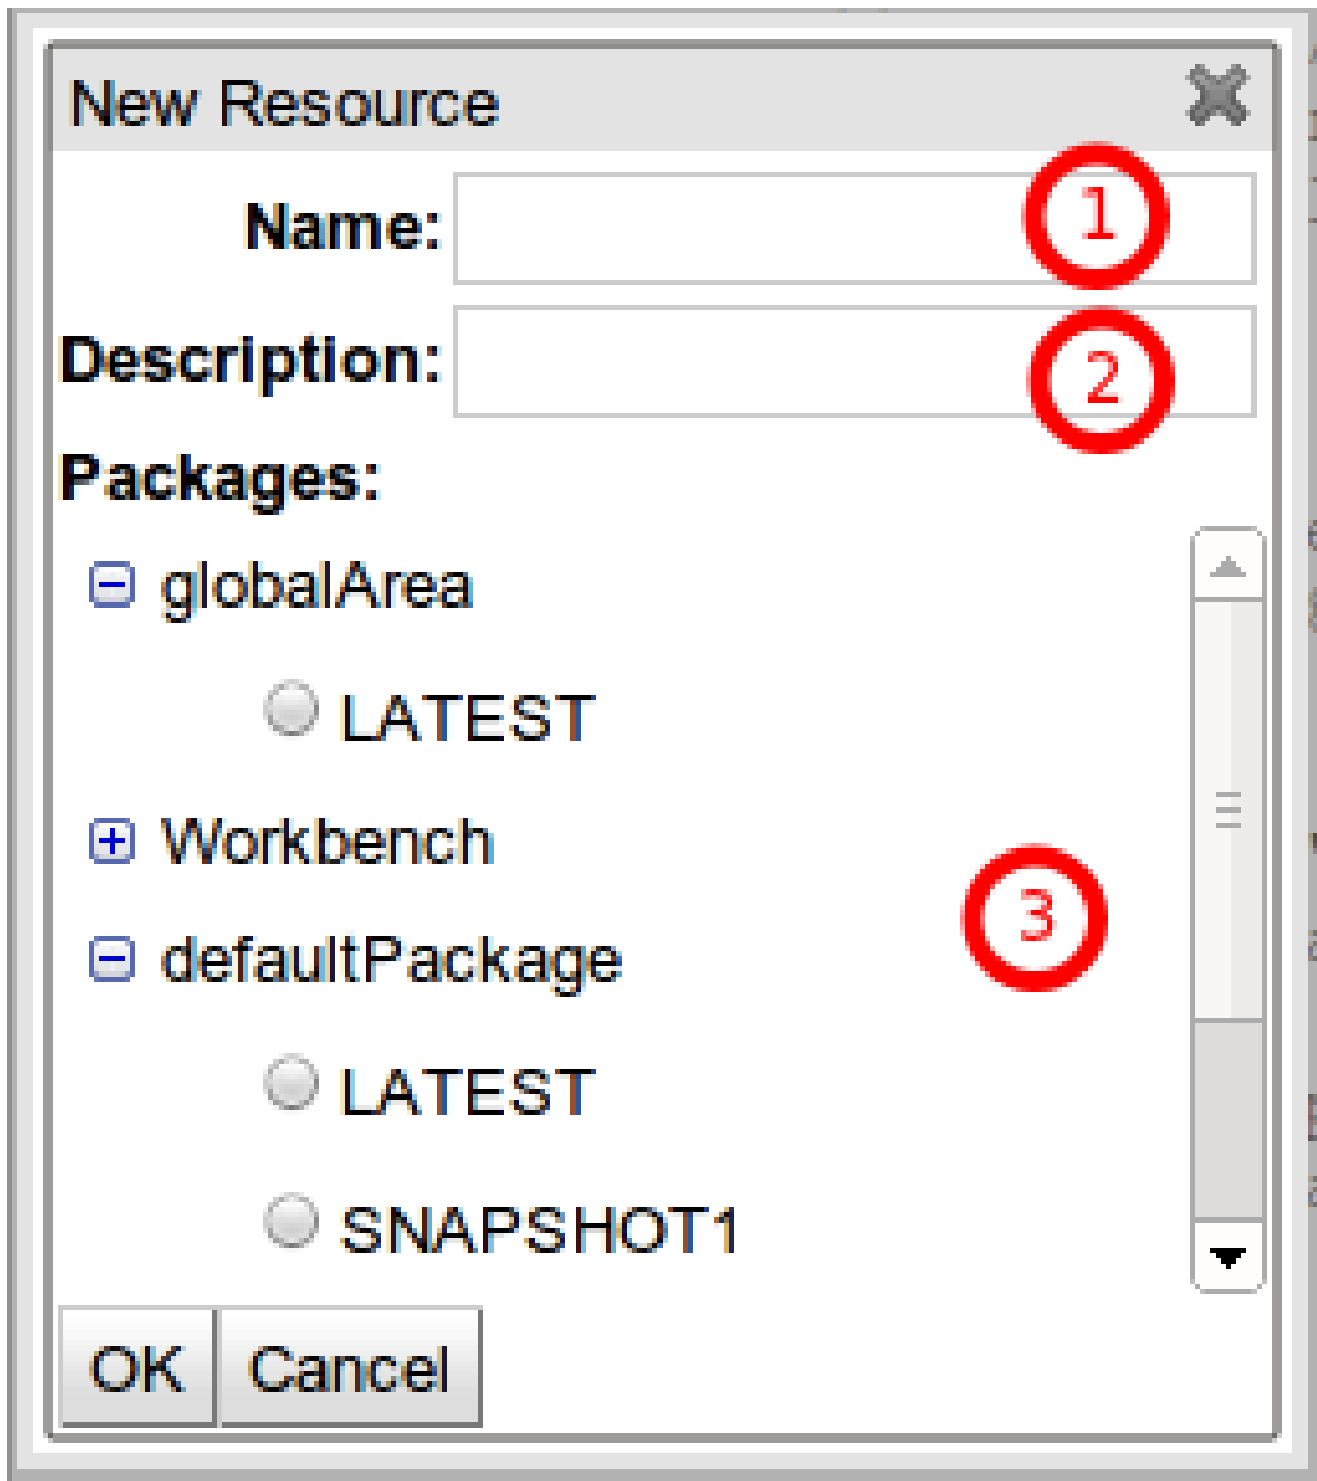 New Resource
Name: 1
Description: 2
Packages:
globalArea
LATEST
Workbench
3
defaultPackage
LATEST
SNAPSHOT1
OK Cancel